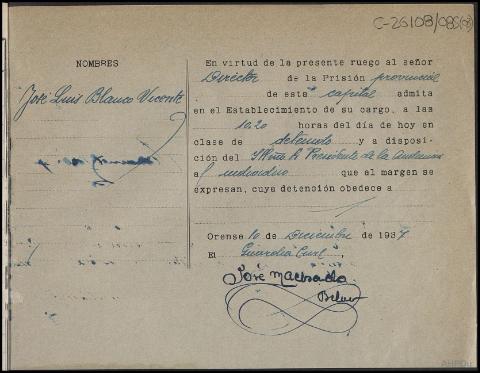 C-26108/086(08)
NOMBRES
José Luis Blanco Vicente
En virtud de la presente ruego al señor
Director de la Prisión provincial
de esta capital admita
en el Establecimiento de su cargo, a las
10,20 horas del día de hoy en
clase de detenido y a disposi-
ción del Presidente de la Audiencia
a individuo que al margen se
expresan, cuya detención obedece a
Orense 10 de Diciembre de 1937
El Guardia Civil,
José Machado
AHPOu